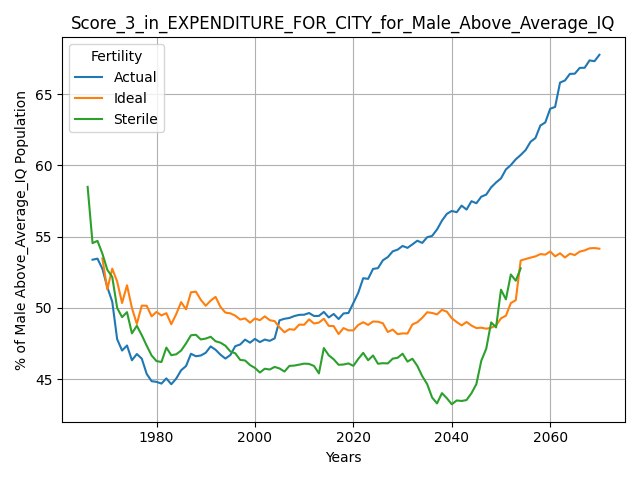 Score_3_in_EXPENDITURE_FOR_CITY_for_Male_Above_Average_IQ
Fertility
Actual
Ideal
Sterile
% of Male Above_Average_IQ Population
65
60
55
50
45
1980
2000
2020
2040
2060
Years